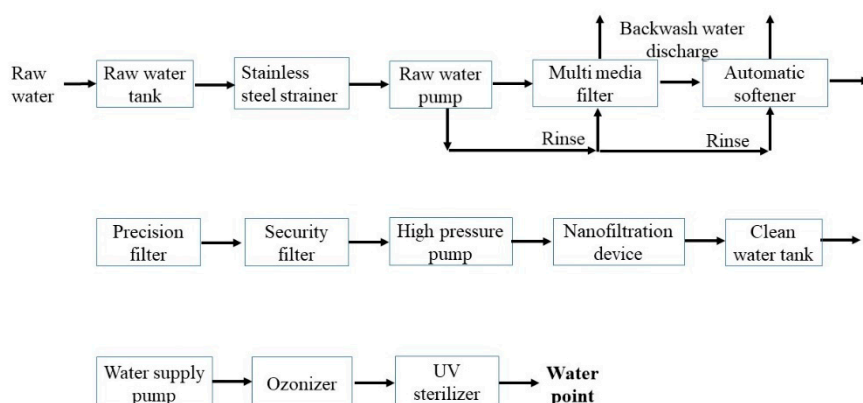 Backwash water
discharge
Raw
water
Raw water
tank
Stainless
steel strainer
Raw water
pump
Multi media
filter
Automatic
softener
Rinse
Rinse
Precision
filter
Security
filter
High pressure
pump
Nanofiltration
device
Clean
water tank
Water supply
pump
Ozonizer
UV
sterilizer
Water
point